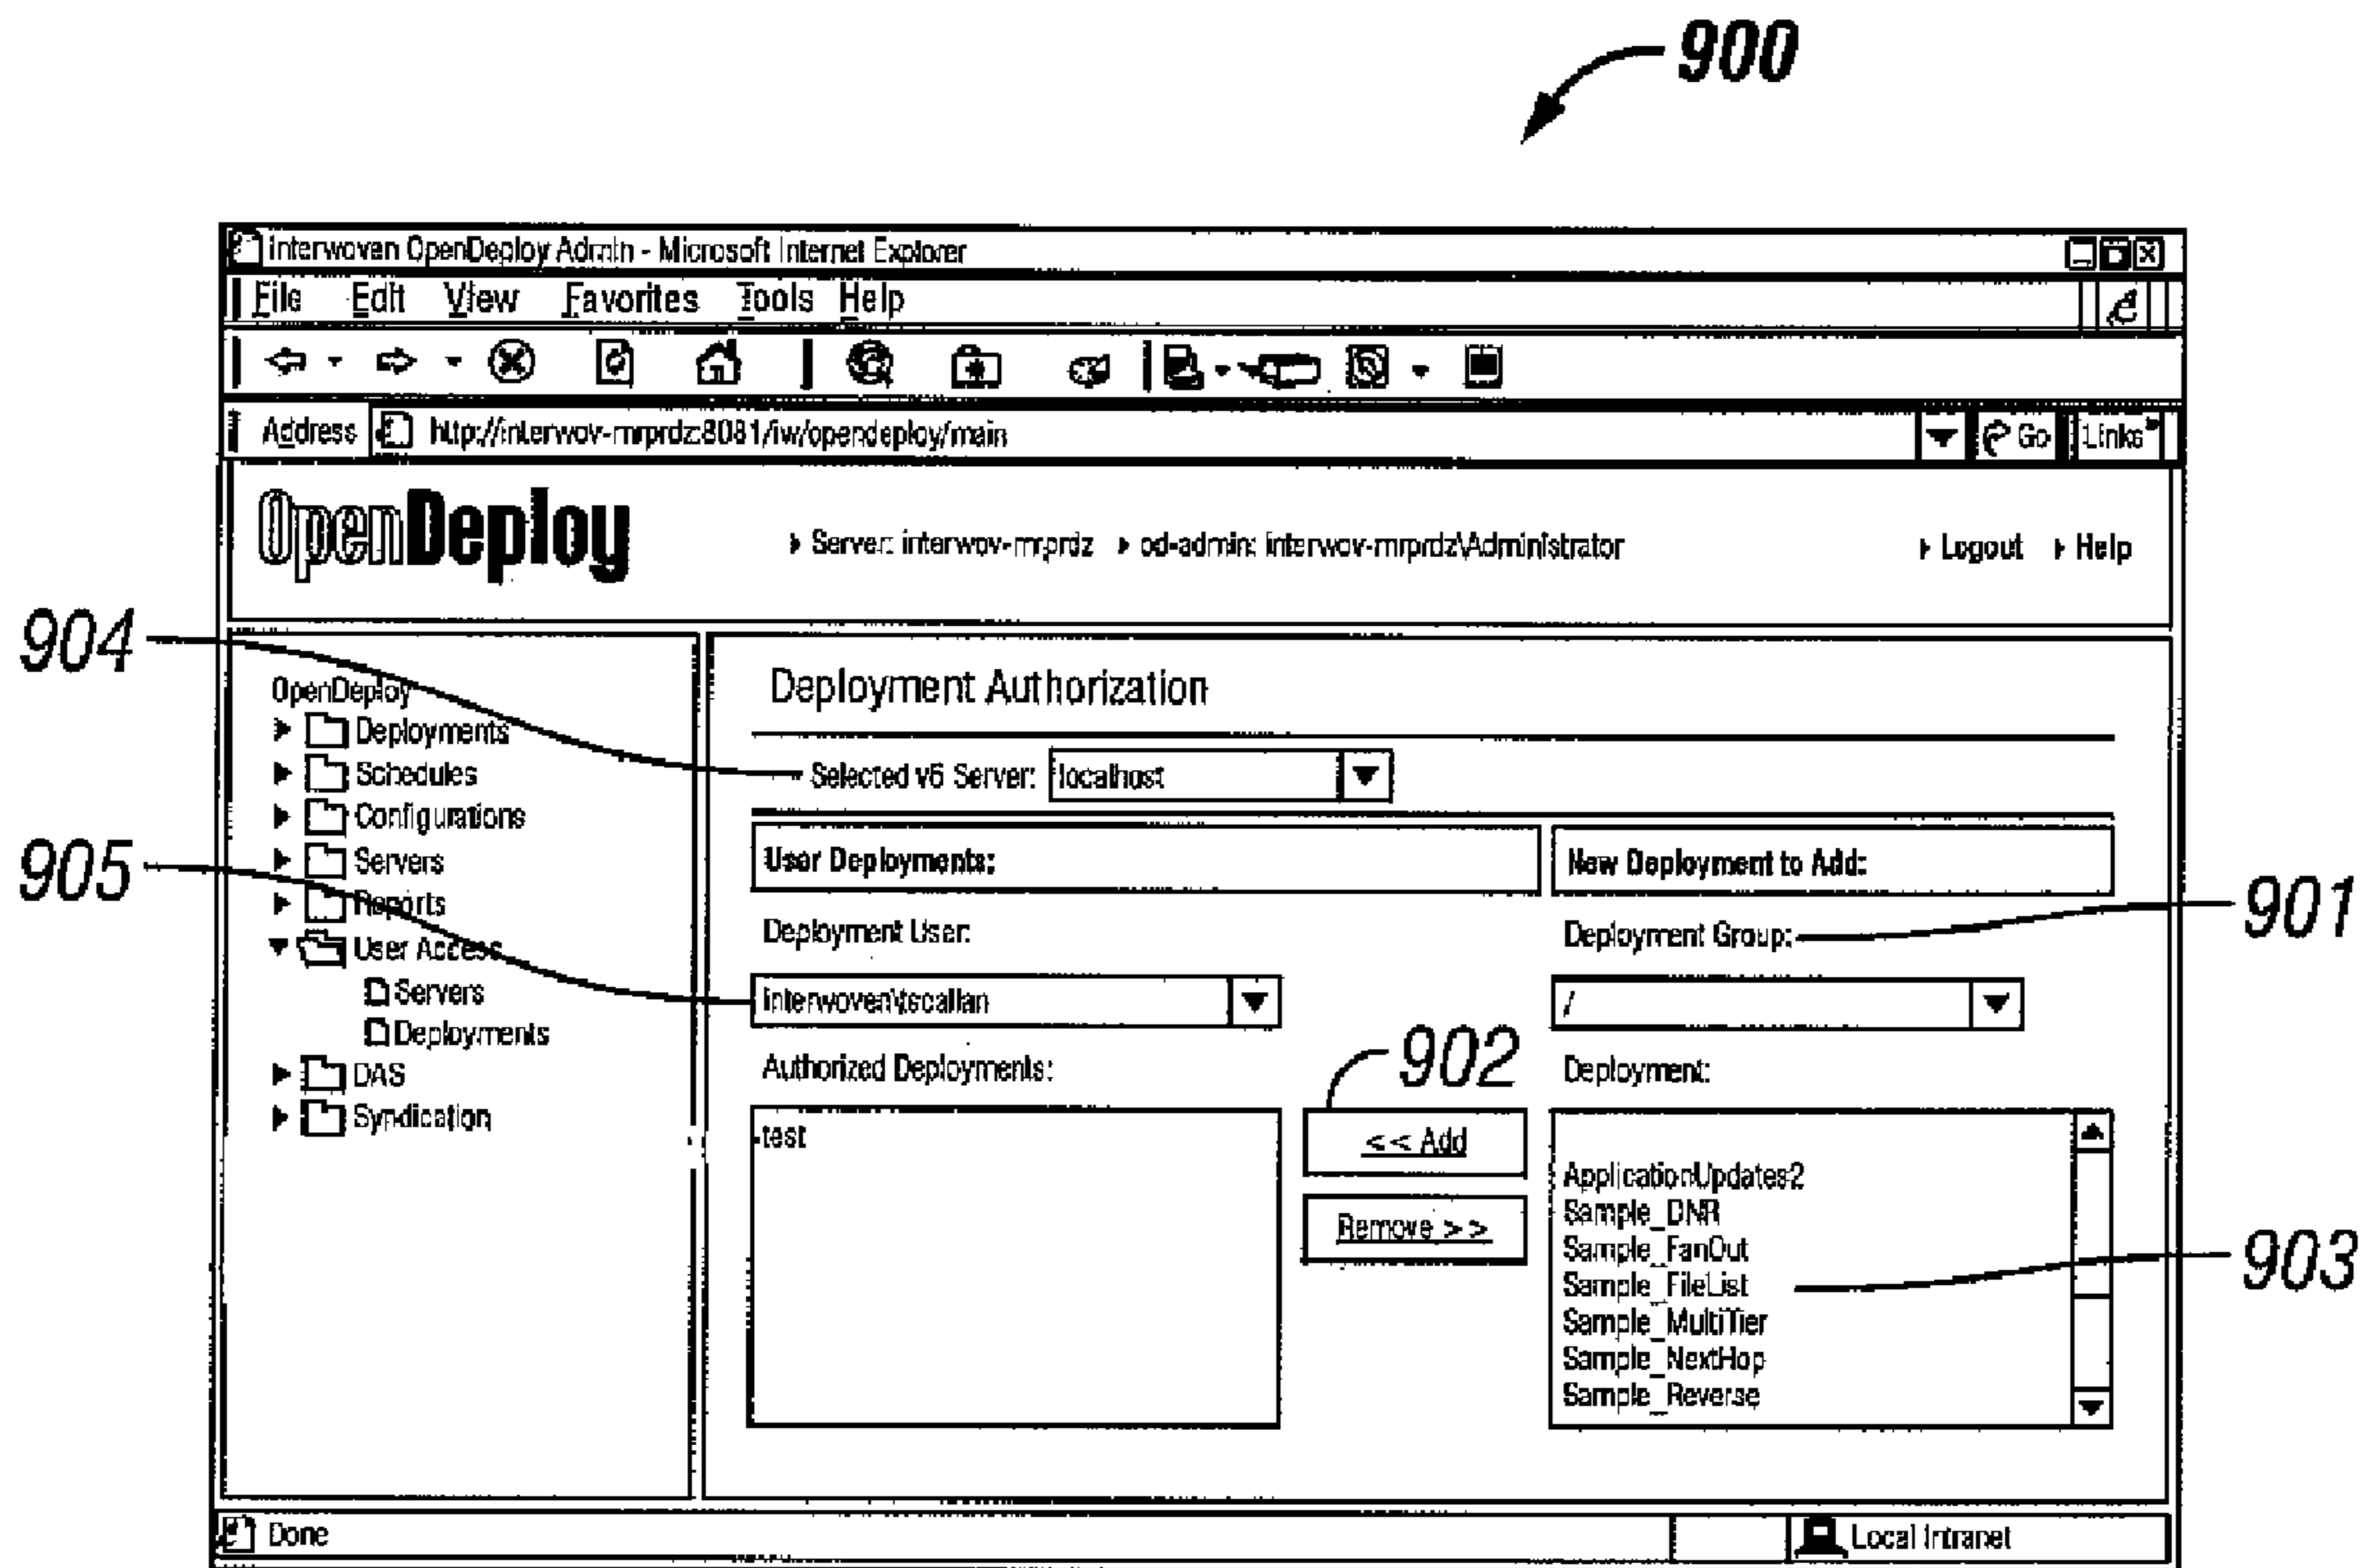 900
interwoven OpenDeploy Admin - Microsoft Internet Explorer
File Edit View Favorites Tools Help
Address http://interwov-mrprdz:8081/iw/opendeploy/main Go Links
OpenDeploy
Server: interwov-mrprdz od-admin: interwov-mrprdz\Administrator Logout Help
904
OpenDeploy
Deployments
Schedules
Configurations
Servers
Reports
User Access
Servers
Deployments
DAS
Syndication
905
Deployment Authorization
Selected v6 Server: localhost
User Deployments:
New Deployment to Add:
Deployment User:
Deployment Group:
901
interwoven\tscallan
/
Authorized Deployments:
902
Deployment:
test
<< Add
Remove >>
ApplicationUpdates2
Sample_DNR
Sample_FanOut
Sample_FileList
Sample_MultiTier
Sample_NextHop
Sample_Reverse
903
Done
Local intranet